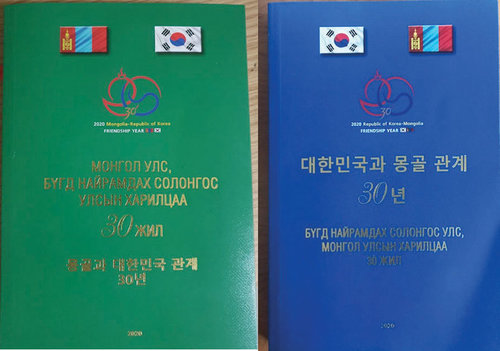 30
2020 Mongolia-Republic of Korea
FRIENDSHIP YEAR
МОНГОЛ УЛС,
БҮГД НАЙРАМДАХ СОЛОНГОС
УЛСЫН ХАРИЛЦАА
30 ЖИЛ
몽골과 대한민국 관계
30년
2020
30
2020 Republic of Korea-Mongolia
FRIENDSHIP YEAR
대한민국과 몽골 관계
30년
БҮГД НАЙРАМДАХ СОЛОНГОС УЛС,
МОНГОЛ УЛСЫН ХАРИЛЦАА
30 ЖИЛ
2020